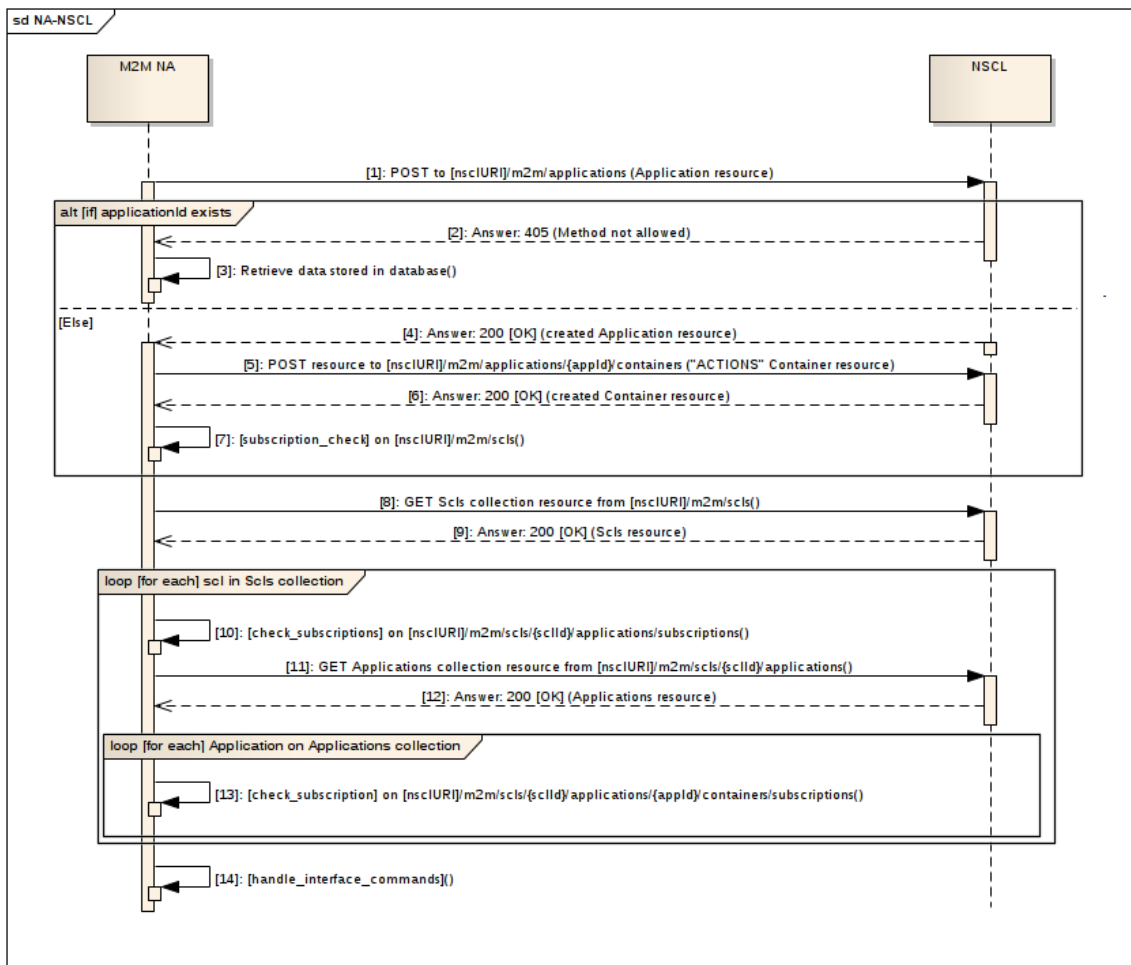 sd NA-NSCL
M2M NA
NSCL
[1]: POST to [nsclURI]/m2m/applications (Application resource)
alt [if] applicationId exists
[2]: Answer: 405 (Method not allowed)
[3]: Retrieve data stored in database()
[Else]
[4]: Answer: 200 [OK] (created Application resource)
[5]: POST resource to [nsclURI]/m2m/applications/{appId}/containers ("ACTIONS" Container resource)
[6]: Answer: 200 [OK] (created Container resource)
[7]: [subscription_check] on [nsclURI]/m2m/scls()
[8]: GET Scls collection resource from [nsclURI]/m2m/scls()
[9]: Answer: 200 [OK] (Scls resource)
loop [for each] scl in Scls collection
[10]: [check_subscriptions] on [nsclURI]/m2m/scls/{sclId}/applications/subscriptions()
[11]: GET Applications collection resource from [nsclURI]/m2m/scls/{sclId}/applications()
[12]: Answer: 200 [OK] (Applications resource)
loop [for each] Application on Applications collection
[13]: [check_subscription] on [nsclURI]/m2m/scls/{sclId}/applications/{appId}/containers/subscriptions()
[14]: [handle_interface_commands]()